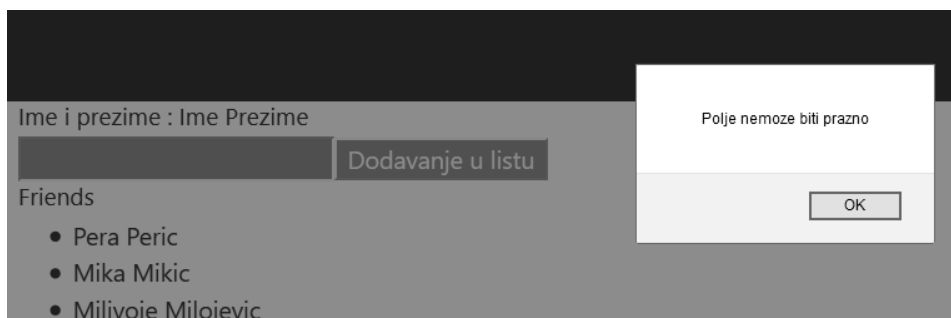 Ime i prezime : Ime Prezime
Dodavanje u listu
Friends
Pera Peric
Mika Mikic
Milivoje Milojevic
Polje nemoze biti prazno
OK